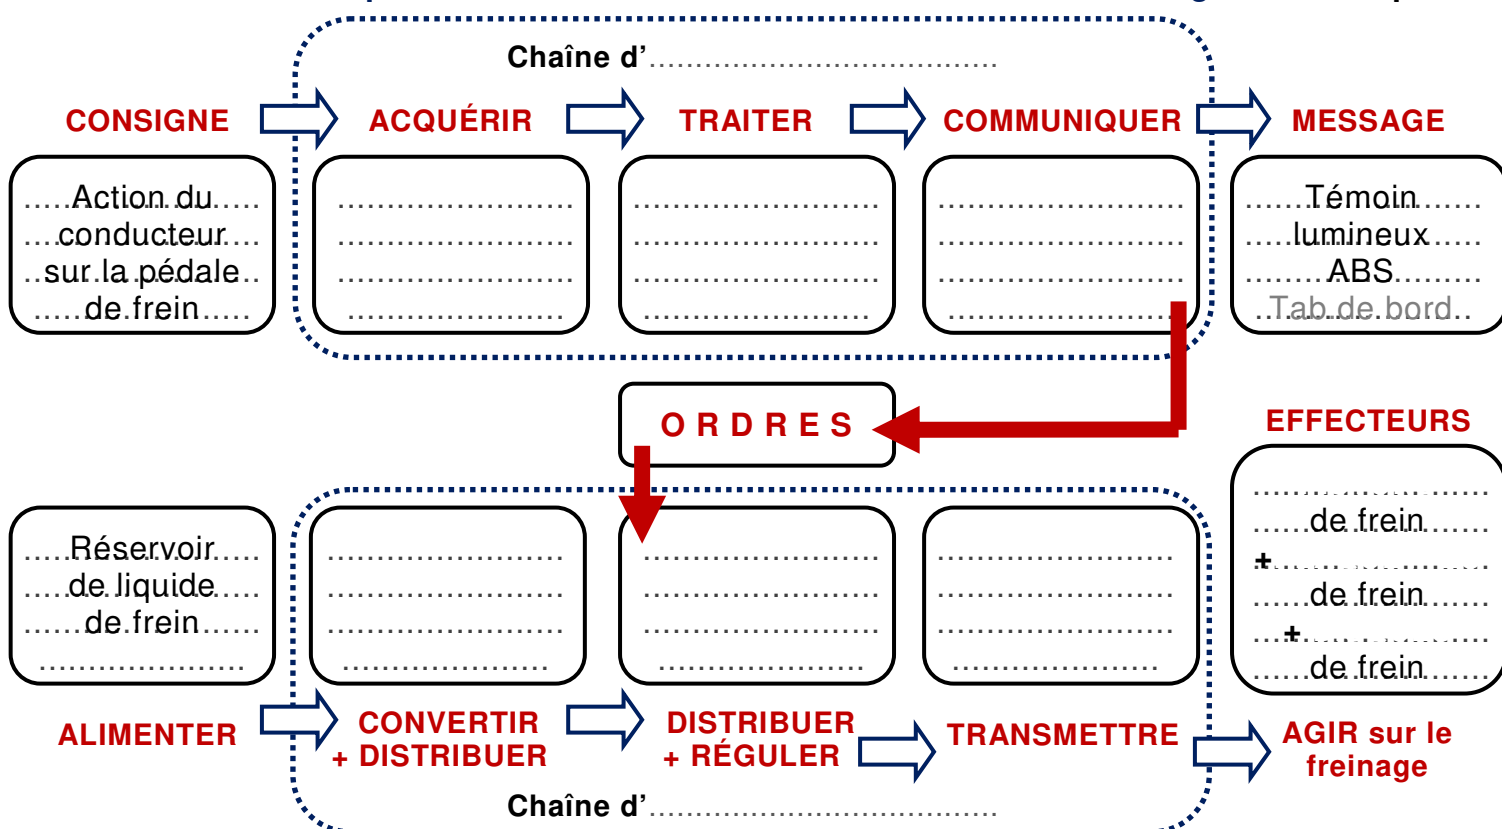 Chaîne d'....................................
CONSIGNE
ACQUÉRIR
TRAITER
COMMUNIQUER
MESSAGE
Action du
conducteur
sur la pédale
de frein
Témoin
lumineux
ABS
Tab de bord
ORDRES
EFFECTEURS
Réservoir
de liquide
de frein
de frein
+
de frein
+
de frein
ALIMENTER
CONVERTIR
+ DISTRIBUER
DISTRIBUER
+ RÉGULER
TRANSMETTRE
AGIR sur le
freinage
Chaîne d'....................................